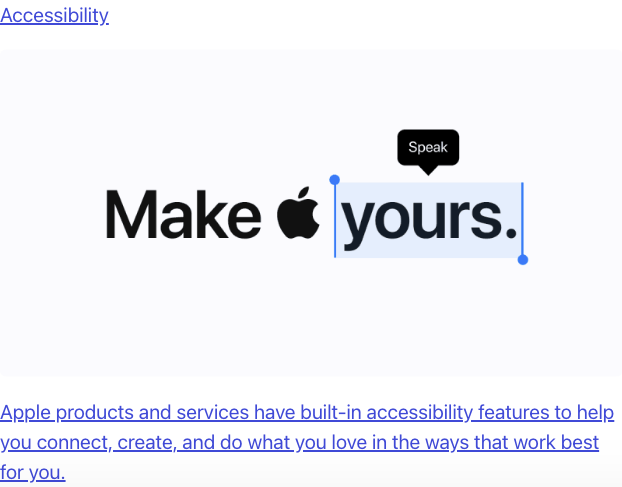 Accessibility
Speak
Make yours.
Apple products and services have built-in accessibility features to help
you connect, create, and do what you love in the ways that work best
for you.